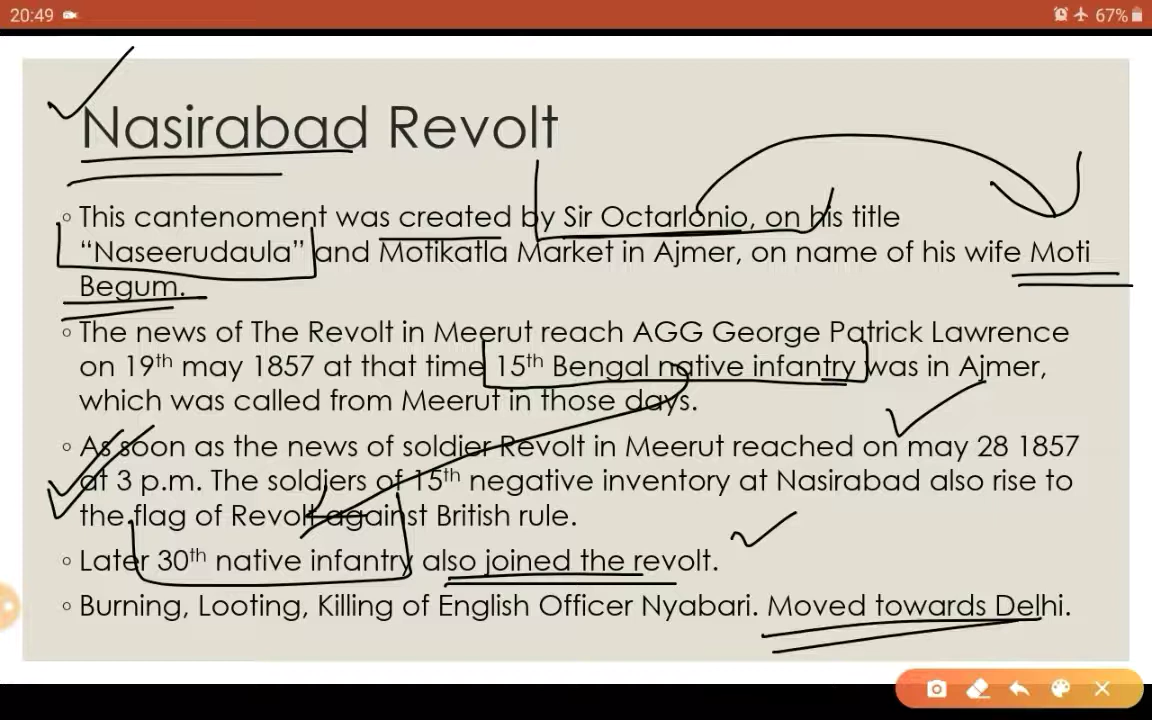 20:49
67%
Nasirabad Revolt
◦ This cantenoment was created by Sir Octarlonio, on his title
“Naseerudaula” and Motikatla Market in Ajmer, on name of his wife Moti
Begum.
◦ The news of The Revolt in Meerut reach AGG George Patrick Lawrence
on 19th may 1857 at that time 15th Bengal native infantry was in Ajmer,
which was called from Meerut in those days.
◦ As soon as the news of soldier Revolt in Meerut reached on may 28 1857
at 3 p.m. The soldiers of 15th negative inventory at Nasirabad also rise to
the flag of Revolt against British rule.
◦ Later 30th native infantry also joined the revolt.
◦ Burning, Looting, Killing of English Officer Nyabari. Moved towards Delhi.